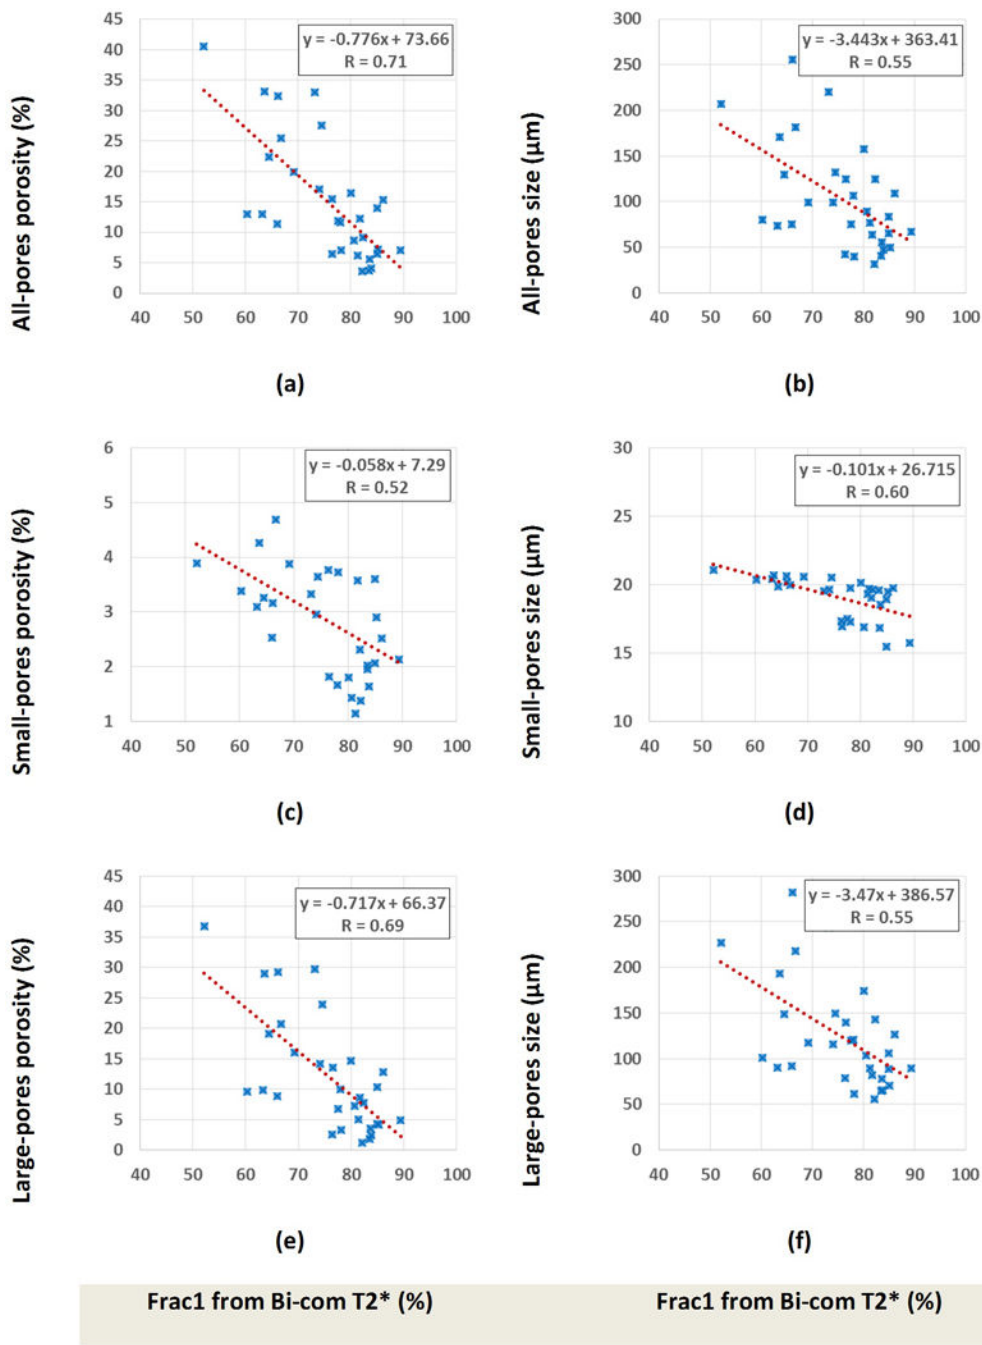 45
40
35
30
25
20
15
10
5
0
40 50 60 70 80 90 100
All-pores porosity (%)
y = -0.776x + 73.66
R = 0.71
(a)
300
250
200
150
100
50
0
40 50 60 70 80 90 100
All-pores size (µm)
y = -3.443x + 363.41
R = 0.55
(b)
6
5
4
3
2
1
40 50 60 70 80 90 100
Small-pores porosity (%)
y = -0.058x + 7.29
R = 0.52
(c)
30
25
20
15
10
40 50 60 70 80 90 100
Small-pores size (µm)
y = -0.101x + 26.715
R = 0.60
(d)
45
40
35
30
25
20
15
10
5
0
40 50 60 70 80 90 100
Large-pores porosity (%)
y = -0.717x + 66.37
R = 0.69
(e)
300
250
200
150
100
50
0
40 50 60 70 80 90 100
Large-pores size (µm)
y = -3.47x + 386.57
R = 0.55
(f)
Frac1 from Bi-com T2* (%)
Frac1 from Bi-com T2* (%)